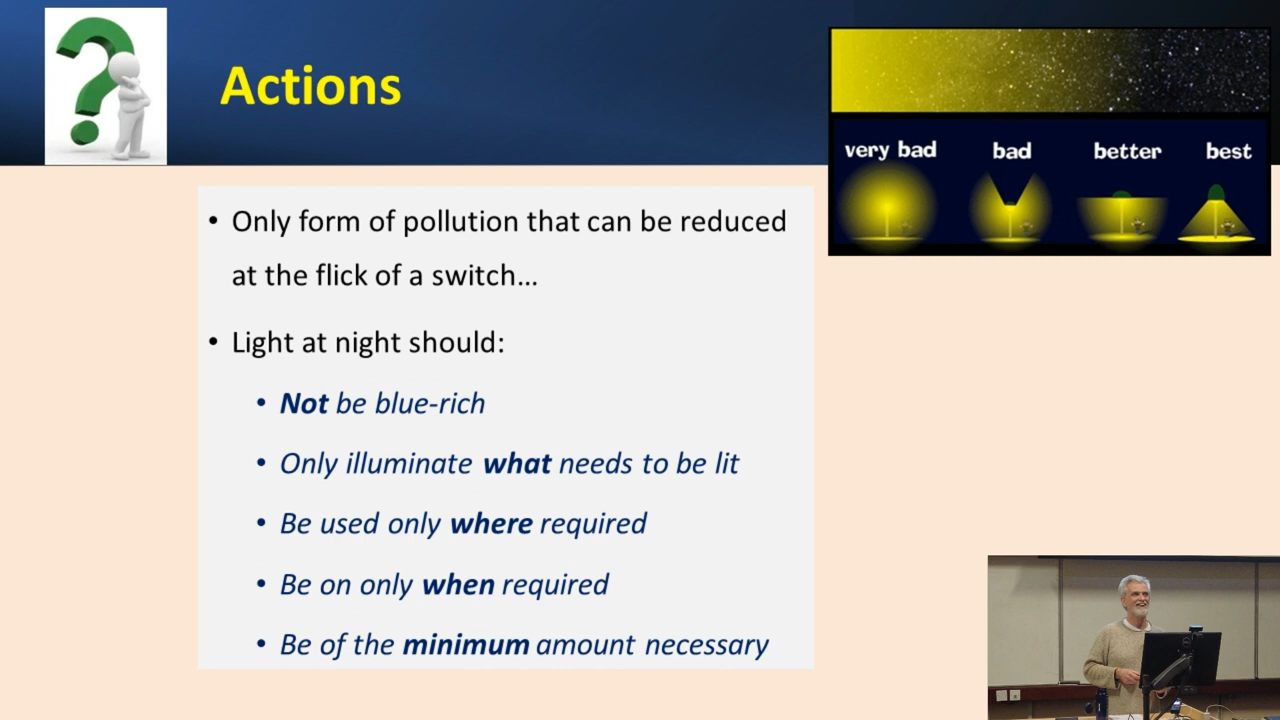 Actions
very bad bad better best
• Only form of pollution that can be reduced
at the flick of a switch…
• Light at night should:
• Not be blue-rich
• Only illuminate what needs to be lit
• Be used only where required
• Be on only when required
• Be of the minimum amount necessary